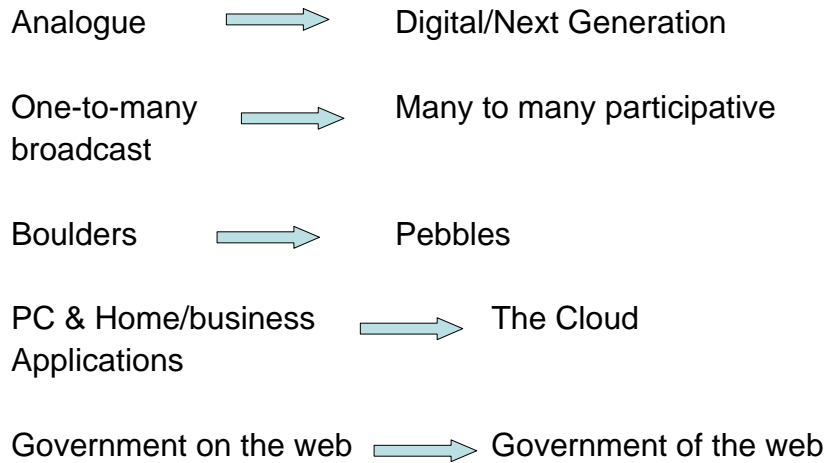 Analogue Digital/Next Generation
One-to-many Many to many participative
broadcast
Boulders Pebbles
PC & Home/business The Cloud
Applications
Government on the web Government of the web